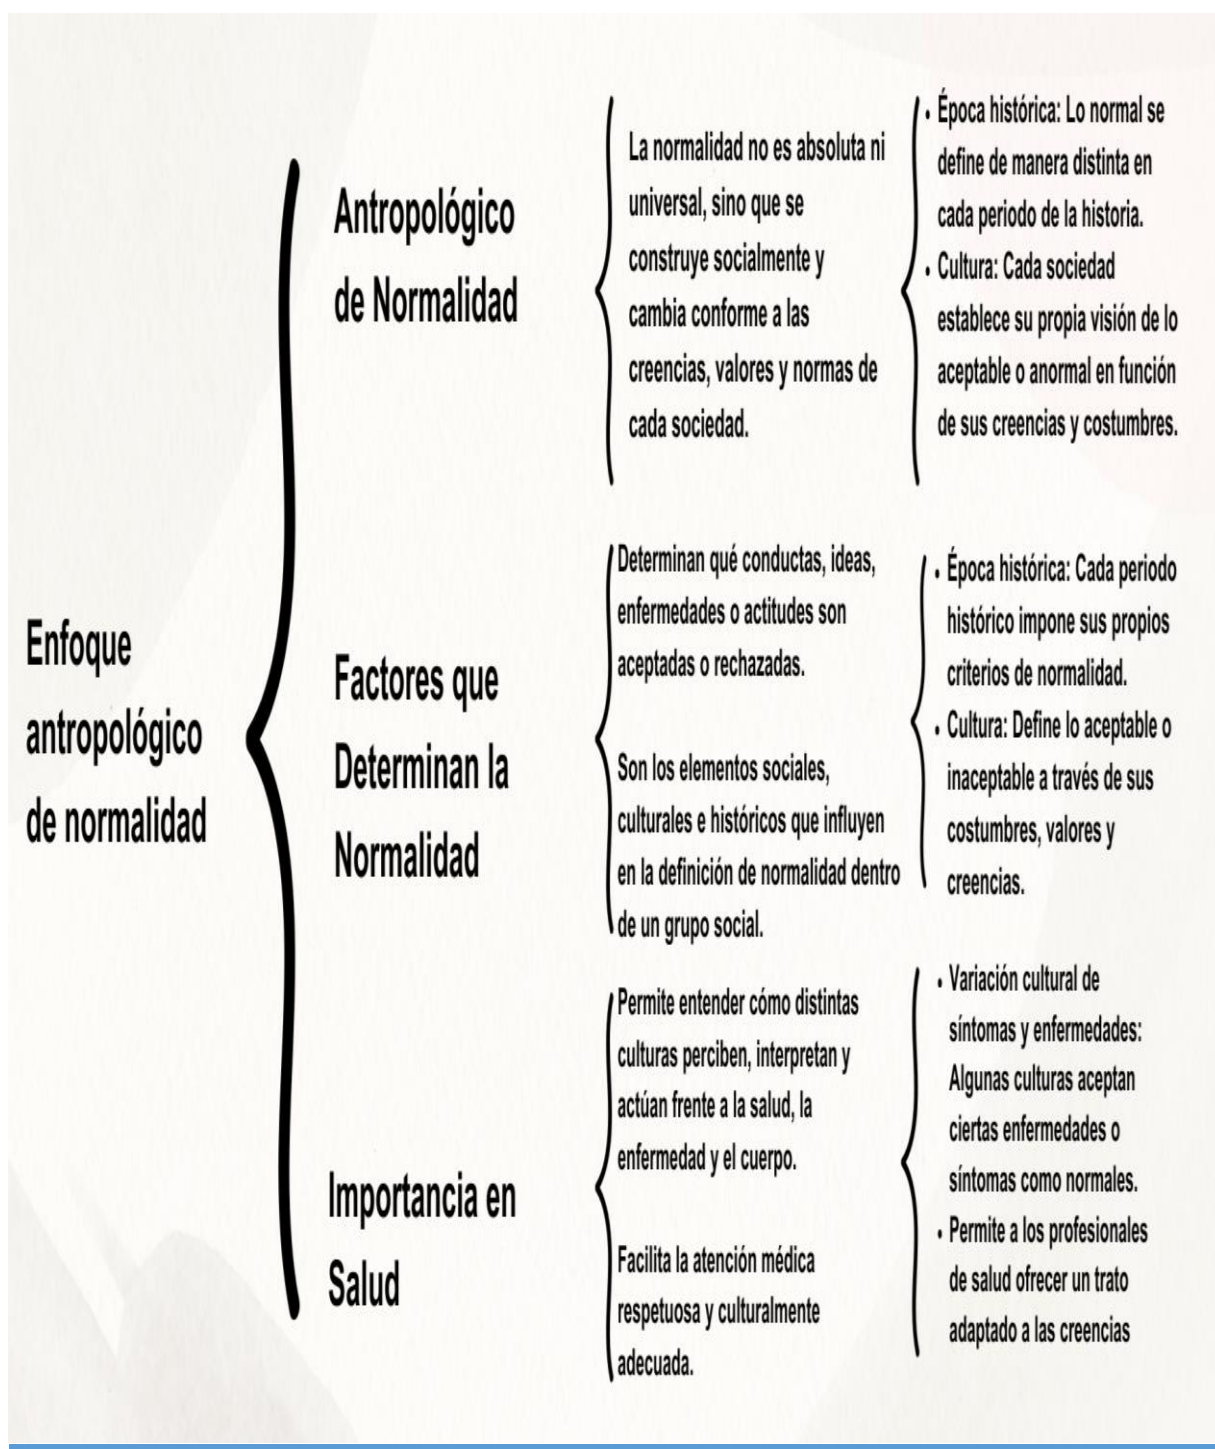 Enfoque
antropológico
de normalidad
Antropológico
de Normalidad
La normalidad no es absoluta ni
universal, sino que se
construye socialmente y
cambia conforme a las
creencias, valores y normas de
cada sociedad.
• Época histórica: Lo normal se
define de manera distinta en
cada periodo de la historia.
• Cultura: Cada sociedad
establece su propia visión de lo
aceptable o anormal en función
de sus creencias y costumbres.
Factores que
Determinan la
Normalidad
Determinan qué conductas, ideas,
enfermedades o actitudes son
aceptadas o rechazadas.
Son los elementos sociales,
culturales e históricos que influyen
en la definición de normalidad dentro
de un grupo social.
• Época histórica: Cada periodo
histórico impone sus propios
criterios de normalidad.
• Cultura: Define lo aceptable o
inaceptable a través de sus
costumbres, valores y
creencias.
Importancia en
Salud
Permite entender cómo distintas
culturas perciben, interpretan y
actúan frente a la salud, la
enfermedad y el cuerpo.
Facilita la atención médica
respetuosa y culturalmente
adecuada.
• Variación cultural de
síntomas y enfermedades:
Algunas culturas aceptan
ciertas enfermedades o
síntomas como normales.
• Permite a los profesionales
de salud ofrecer un trato
adaptado a las creencias